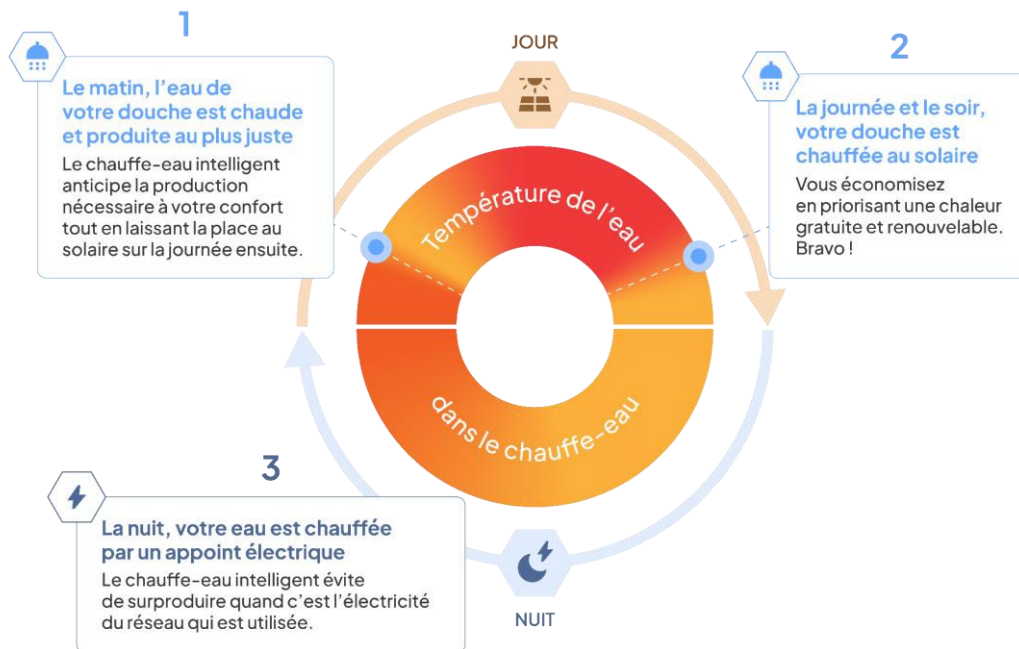 1
Le matin, l’eau de
votre douche est chaude
et produite au plus juste
Le chauffe-eau intelligent
anticipe la production
nécessaire à votre confort
tout en laissant la place au
solaire sur la journée ensuite.
JOUR
2
La journée et le soir,
votre douche est
chauffée au solaire
Vous économisez
en priorisant une chaleur
gratuite et renouvelable.
Bravo !
Température de l’eau
dans le chauffe-eau
3
La nuit, votre eau est chauffée
par un appoint électrique
Le chauffe-eau intelligent évite
de surproduire quand c’est l’électricité
du réseau qui est utilisée.
NUIT